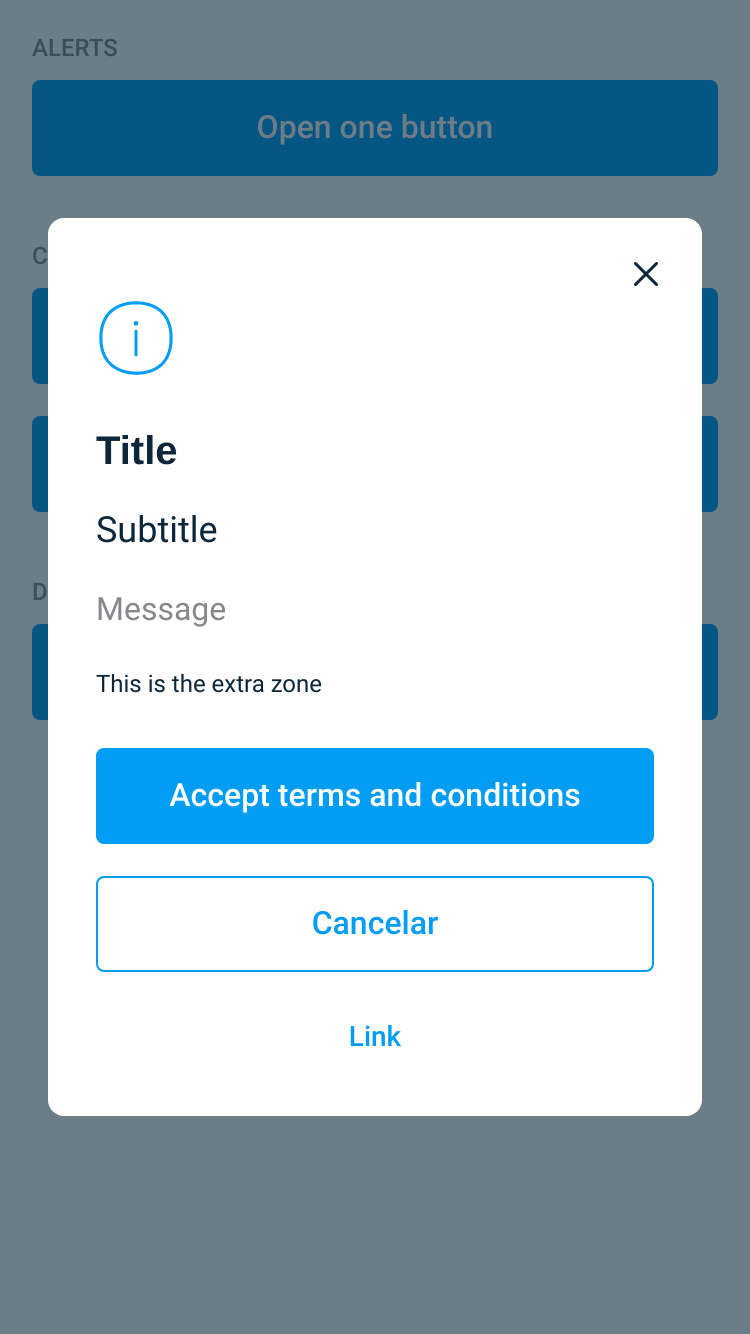 ALERTS
Open one button
C
Title
Subtitle
Message
This is the extra zone
D
Accept terms and conditions
Cancelar
Link